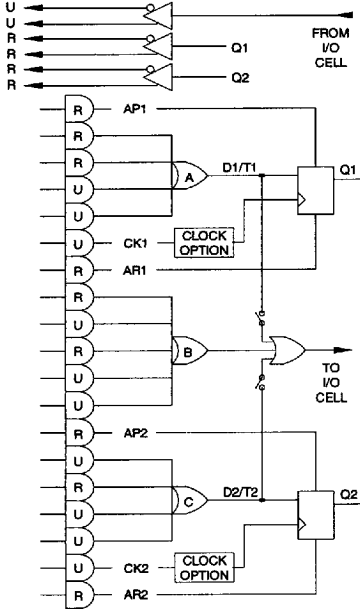 U
U
FROM
I/O
CELL
R
R
Q1
R
R
Q2
R AP1
R
R
U
U
A
D1/T1
Q1
U CK1 CLOCK
OPTION
R AR1
R
U
R
U
U
B
TO
I/O
CELL
R AP2
U
R
U
U
C
D2/T2
Q2
U CK2 CLOCK
OPTION
R AR2